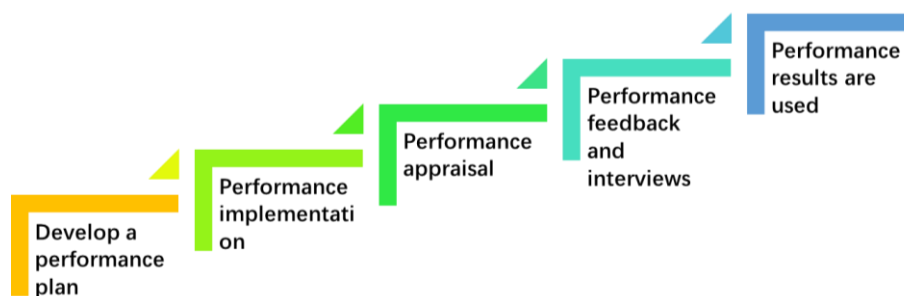 Develop a
performance
plan
Performance
implementati
on
Performance
appraisal
Performance
feedback
and
interviews
Performance
results are
used